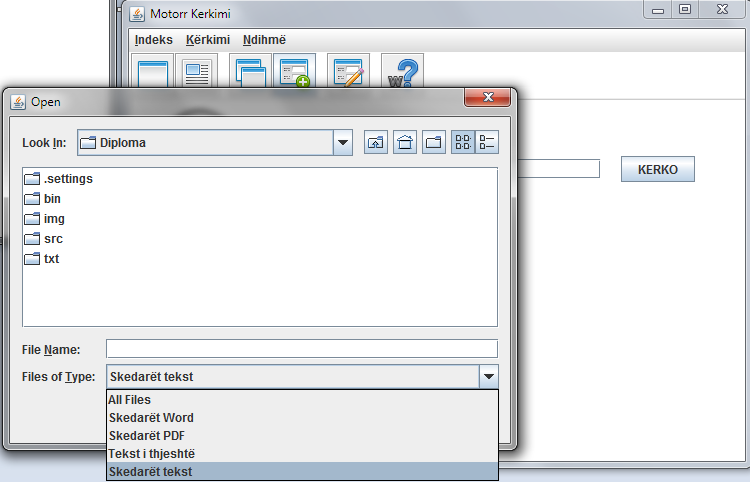 Motorr Kerkimi
Indeks Kërkimi Ndihmë
w?
Open
Look In: Diploma
.settings
bin
img
src
txt
KERKO
File Name:
Files of Type: Skedarët tekst
All Files
Skedarët Word
Skedarët PDF
Tekst i thjeshtë
Skedarët tekst